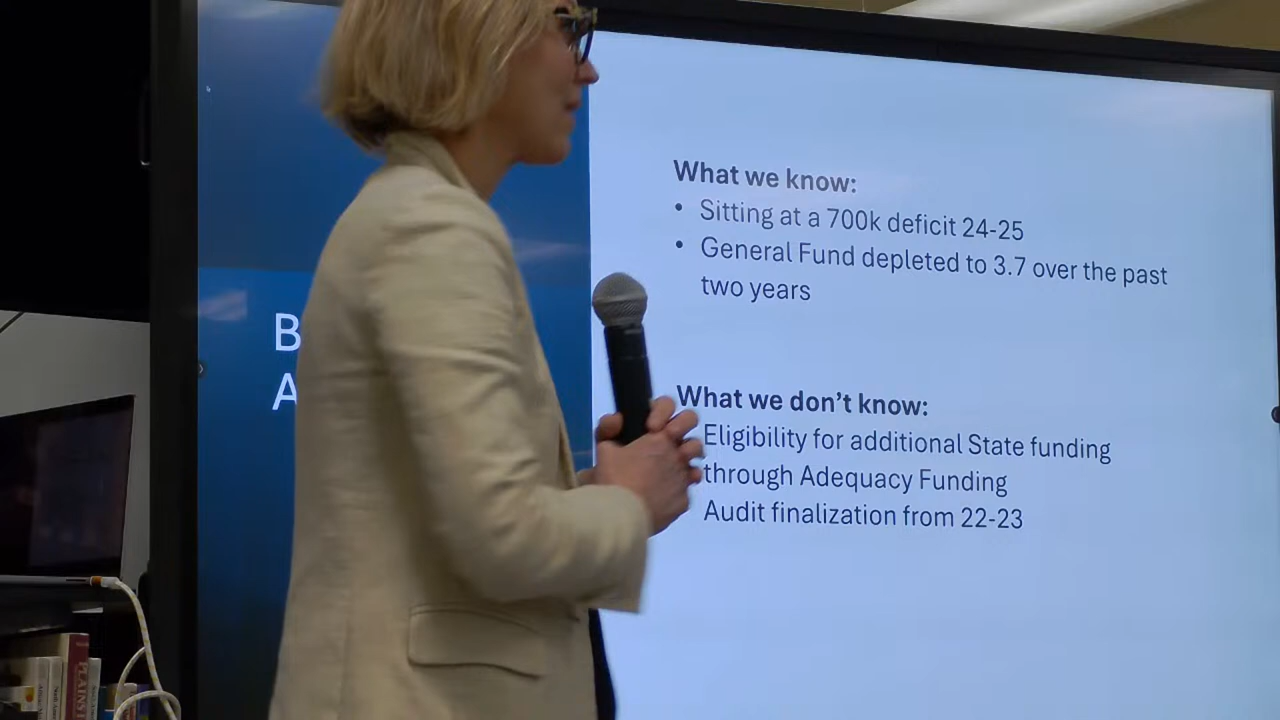 B
A
What we know:
• Sitting at a 700k deficit 24-25
• General Fund depleted to 3.7 over the past
two years
What we don't know:
Eligibility for additional State funding
through Adequacy Funding
Audit finalization from 22-23